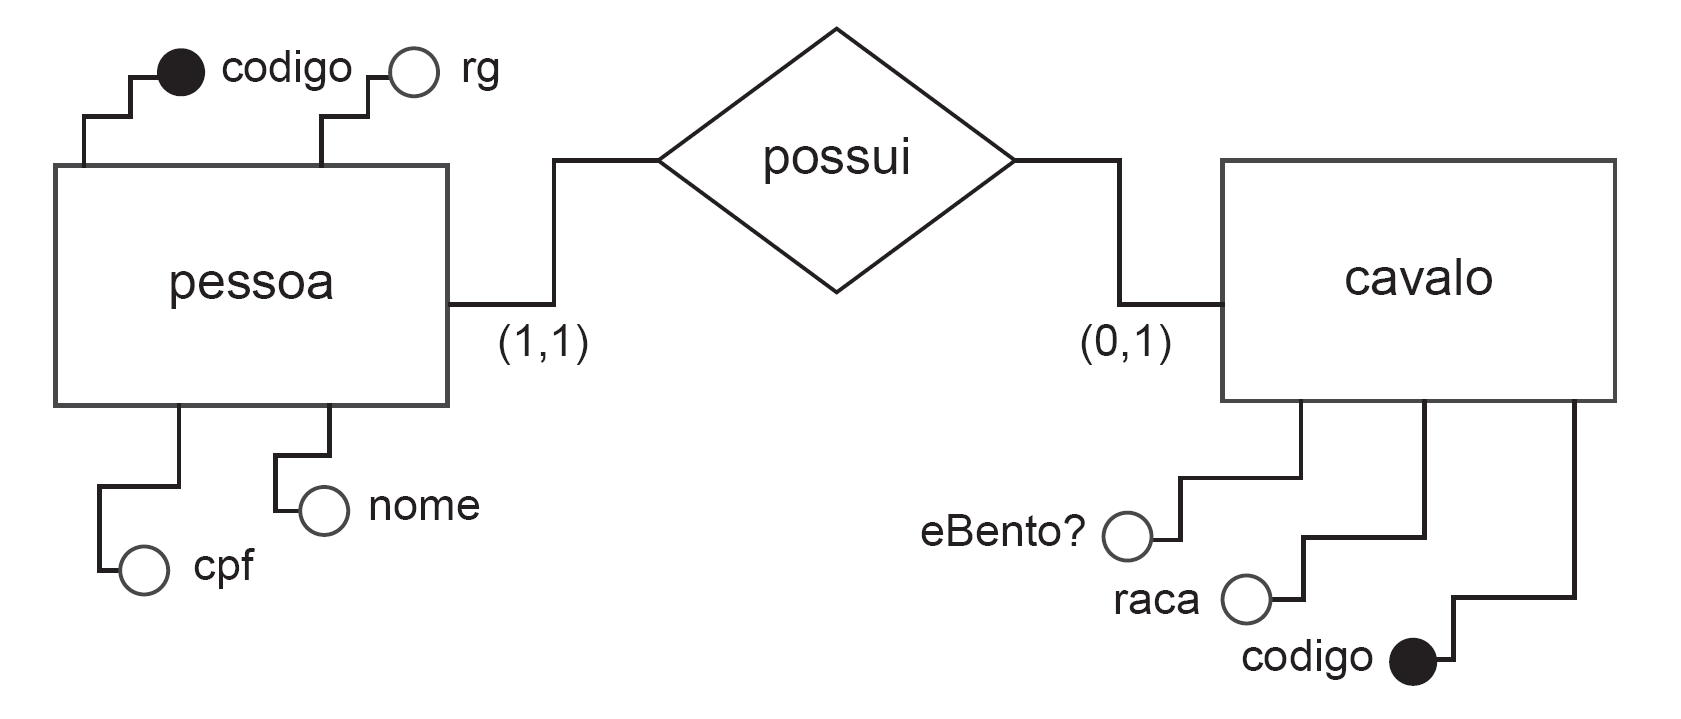 codigo
rg
possui
pessoa
cavalo
(1,1)
(0,1)
nome
cpf
eBento?
raca
codigo